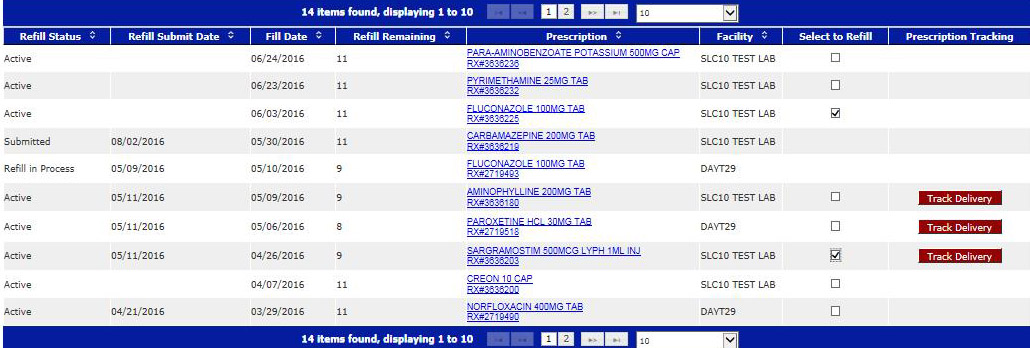 14 items found, displaying 1 to 10 1 2 10
Refill Status Refill Submit Date Fill Date Refill Remaining Prescription Facility Select to Refill Prescription Tracking
Active 06/24/2016 11 PARA-AMINOBENZOATE POTASSIUM 500MG CAP SLC10 TEST LAB
RX#3636236
Active 06/23/2016 11 PYRIMETHAMINE 25MG TAB SLC10 TEST LAB
RX#3636232
Active 06/03/2016 11 FLUCONAZOLE 100MG TAB SLC10 TEST LAB
RX#3636225
Submitted 08/02/2016 05/30/2016 11 CARBAMAZEPINE 200MG TAB SLC10 TEST LAB
RX#3636219
Refill in Process 05/09/2016 05/10/2016 9 FLUCONAZOLE 100MG TAB DAYT29
RX#2719493
Active 05/11/2016 05/09/2016 9 AMINOPHYLLINE 200MG TAB SLC10 TEST LAB Track Delivery
RX#3636180
Active 05/11/2016 05/06/2016 8 PAROXETINE HCL 30MG TAB DAYT29 Track Delivery
RX#2719518
Active 05/11/2016 04/26/2016 9 SARGRAMOSTIM 500MCG LYPH 1ML INJ SLC10 TEST LAB Track Delivery
RX#3636203
Active 04/07/2016 11 CREON 10 CAP SLC10 TEST LAB
RX#3636200
Active 04/21/2016 03/29/2016 11 NORFLOXACIN 400MG TAB DAYT29
RX#2719490
14 items found, displaying 1 to 10 1 2 10